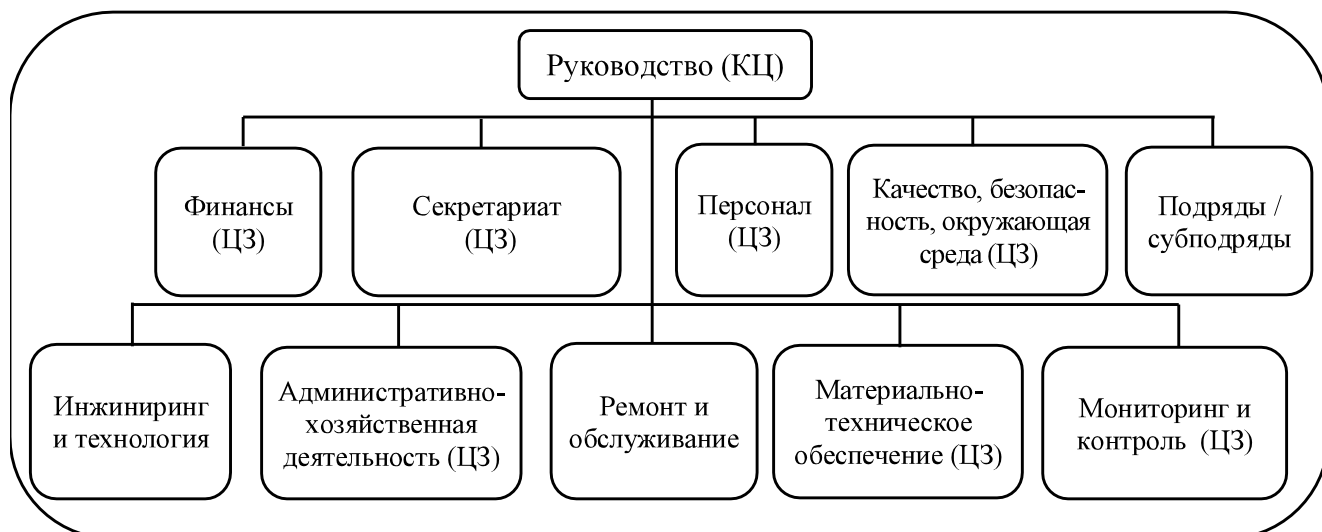 Руководство (КЦ)
Финансы
(ЦЗ)
Секретариат
(ЦЗ)
Персонал
(ЦЗ)
Качество, безопас-
ность, окружающая
среда (ЦЗ)
Подряды /
субподряды
Инжиниринг
и технология
Административно-
хозяйственная
деятельность (ЦЗ)
Ремонт и
обслуживание
Материально-
техническое
обеспечение (ЦЗ)
Мониторинг и
контроль (ЦЗ)